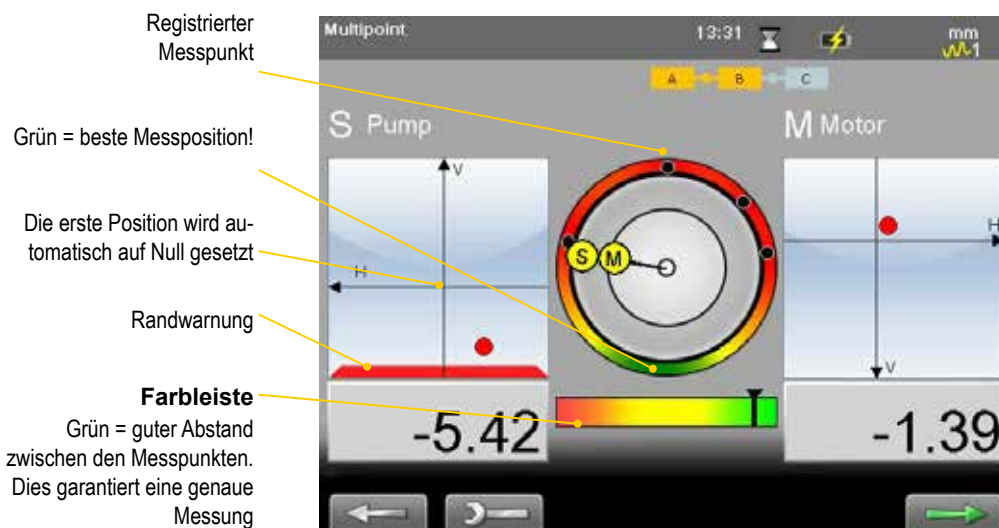 Registrierter
Messpunkt
Grün = beste Messposition!
Die erste Position wird au-
tomatisch auf Null gesetzt
Randwarnung
Farbleiste
Grün = guter Abstand
zwischen den Messpunkten.
Dies garantiert eine genaue
Messung
Multipoint
13:31
mm
1
A B C
S Pump
M Motor
V
H
S M
H
V
-5.42
-1.39